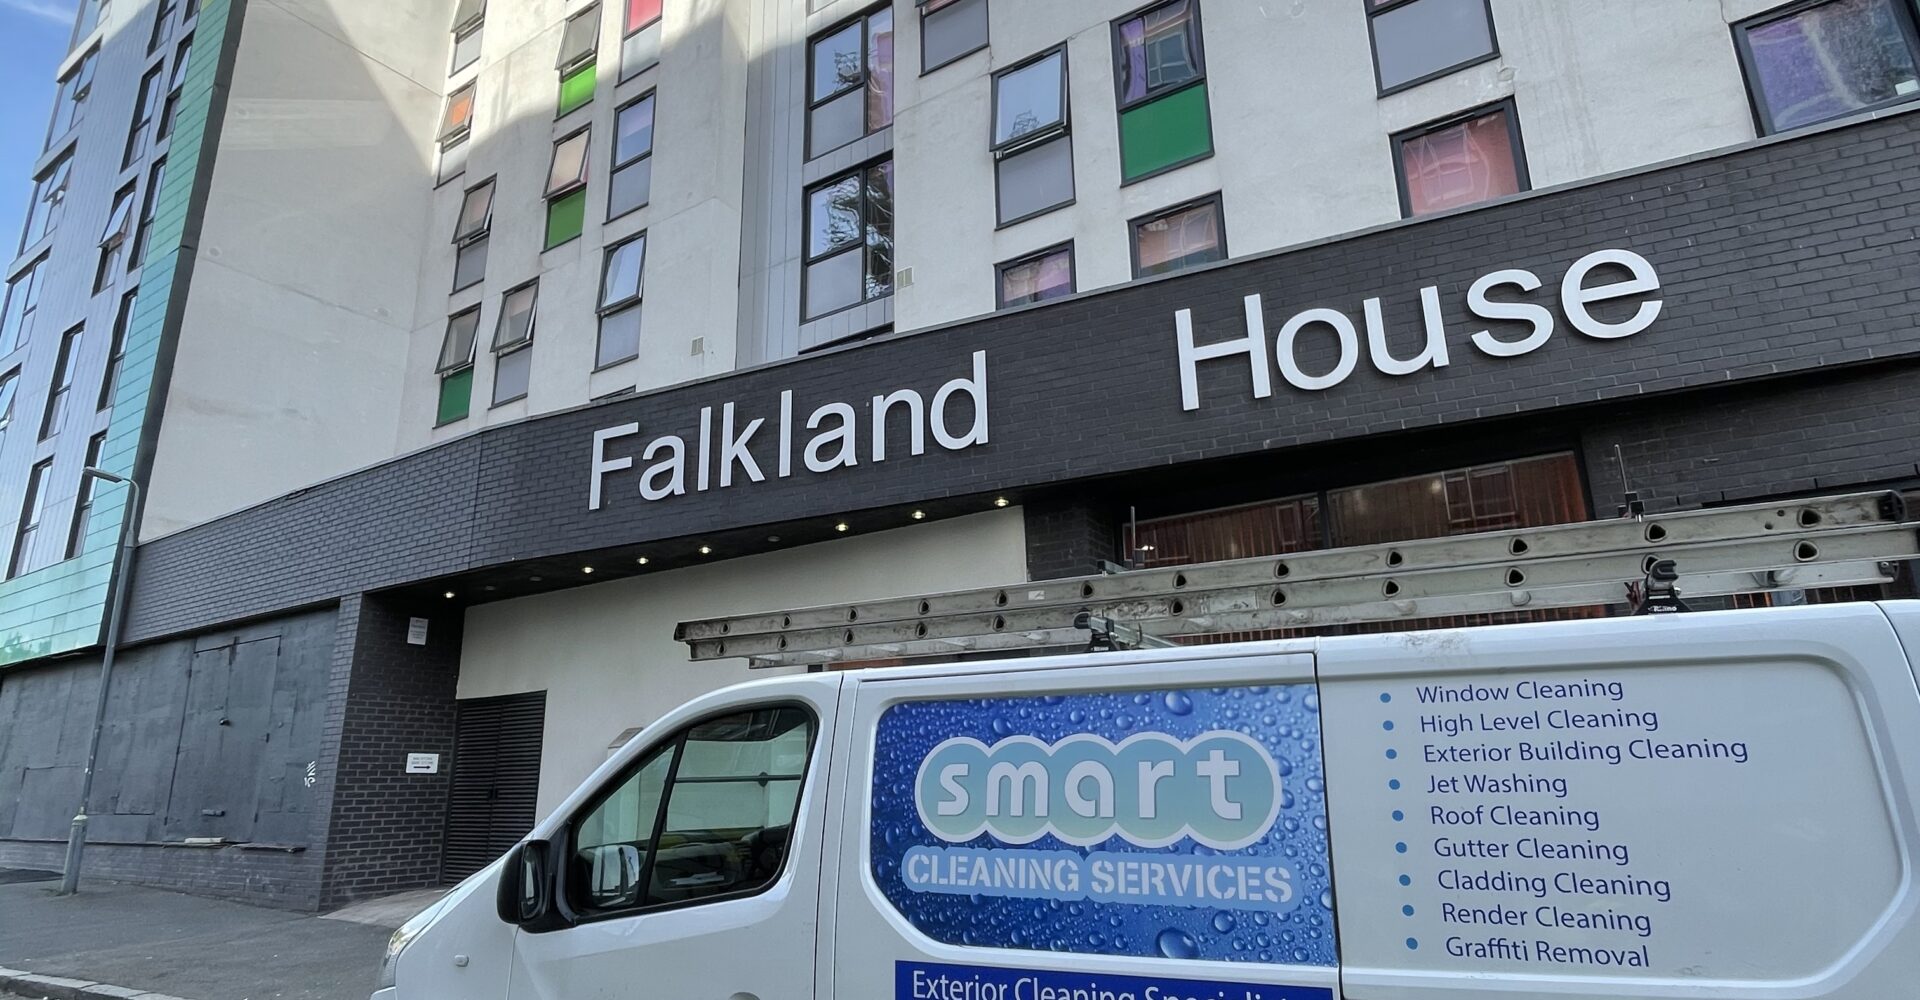 Falkland House
smart
CLEANING SERVICES
Exterior Cleaning Specialist
Window Cleaning
High Level Cleaning
Exterior Building Cleaning
Jet Washing
Roof Cleaning
Gutter Cleaning
Cladding Cleaning
Render Cleaning
Graffiti Removal